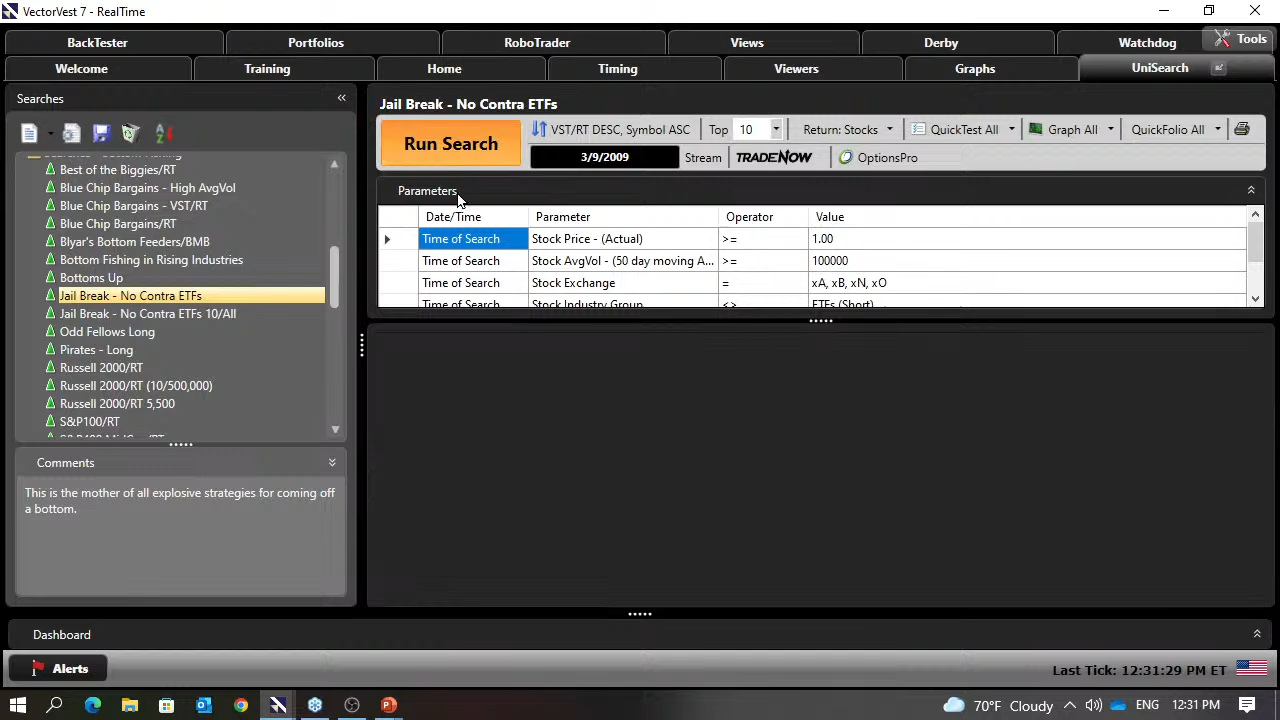 VectorVest 7 - RealTime
BackTester Portfolios RoboTrader Views Derby Watchdog Tools
Welcome Training Home Timing Viewers Graphs UniSearch
Searches
Best of the Biggies/RT
Blue Chip Bargains - High AvgVol
Blue Chip Bargains - VST/RT
Blue Chip Bargains/RT
Blyar's Bottom Feeders/BMB
Bottom Fishing in Rising Industries
Bottoms Up
Jail Break - No Contra ETFs
Jail Break - No Contra ETFs 10/All
Odd Fellows Long
Pirates - Long
Russell 2000/RT
Russell 2000/RT (10/500,000)
Russell 2000/RT 5,500
S&P100/RT
Comments
This is the mother of all explosive strategies for coming off
a bottom.
Jail Break - No Contra ETFs
Run Search
VST/RT DESC, Symbol ASC Top 10 Return: Stocks QuickTest All Graph All QuickFolio All
3/9/2009 Stream TRADENOW OptionsPro
Parameters
Date/Time Parameter Operator Value
Time of Search Stock Price - (Actual) >= 1.00
Time of Search Stock AvgVol - (50 day moving A... >= 100000
Time of Search Stock Exchange = xA, xB, xN, xO
Time of Search Stock Industry Group <> ETFs (Short)
Dashboard
Alerts
Last Tick: 12:31:29 PM ET
70°F Cloudy ENG 12:31 PM